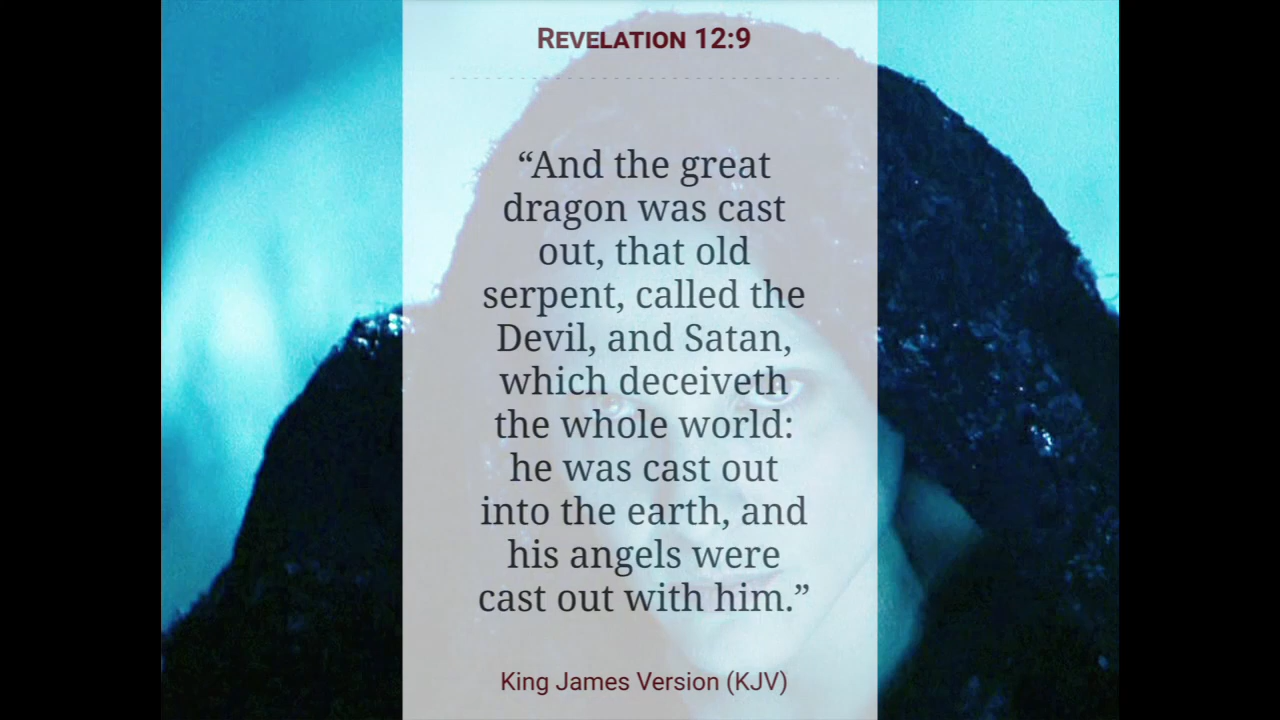 REVELATION 12:9
“And the great
dragon was cast
out, that old
serpent, called the
Devil, and Satan,
which deceiveth
the whole world:
he was cast out
into the earth, and
his angels were
cast out with him.”
King James Version (KJV)